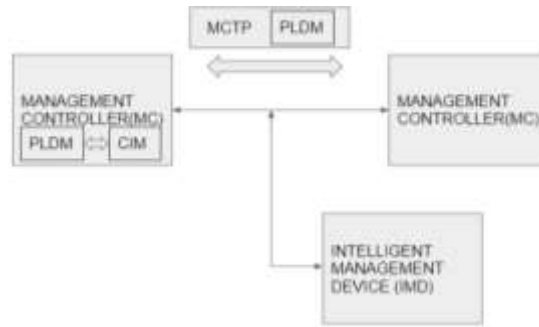 MCTP PLDM
MANAGEMENT
CONTROLLER(MC)
PLDM CIM
MANAGEMENT
CONTROLLER(MC)
INTELLIGENT
MANAGEMENT
DEVICE (IMD)